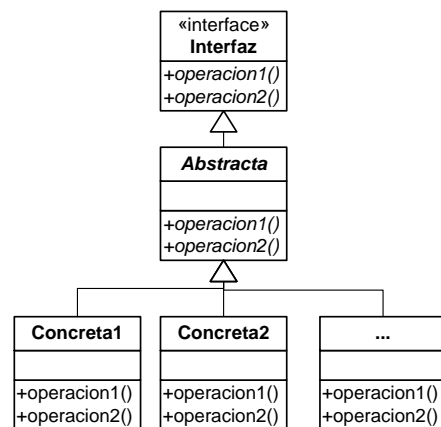 «interface»
Interfaz
+operacion1()
+operacion2()
Abstracta
+operacion1()
+operacion2()
Concreta1
+operacion1()
+operacion2()
Concreta2
+operacion1()
+operacion2()
...
+operacion1()
+operacion2()